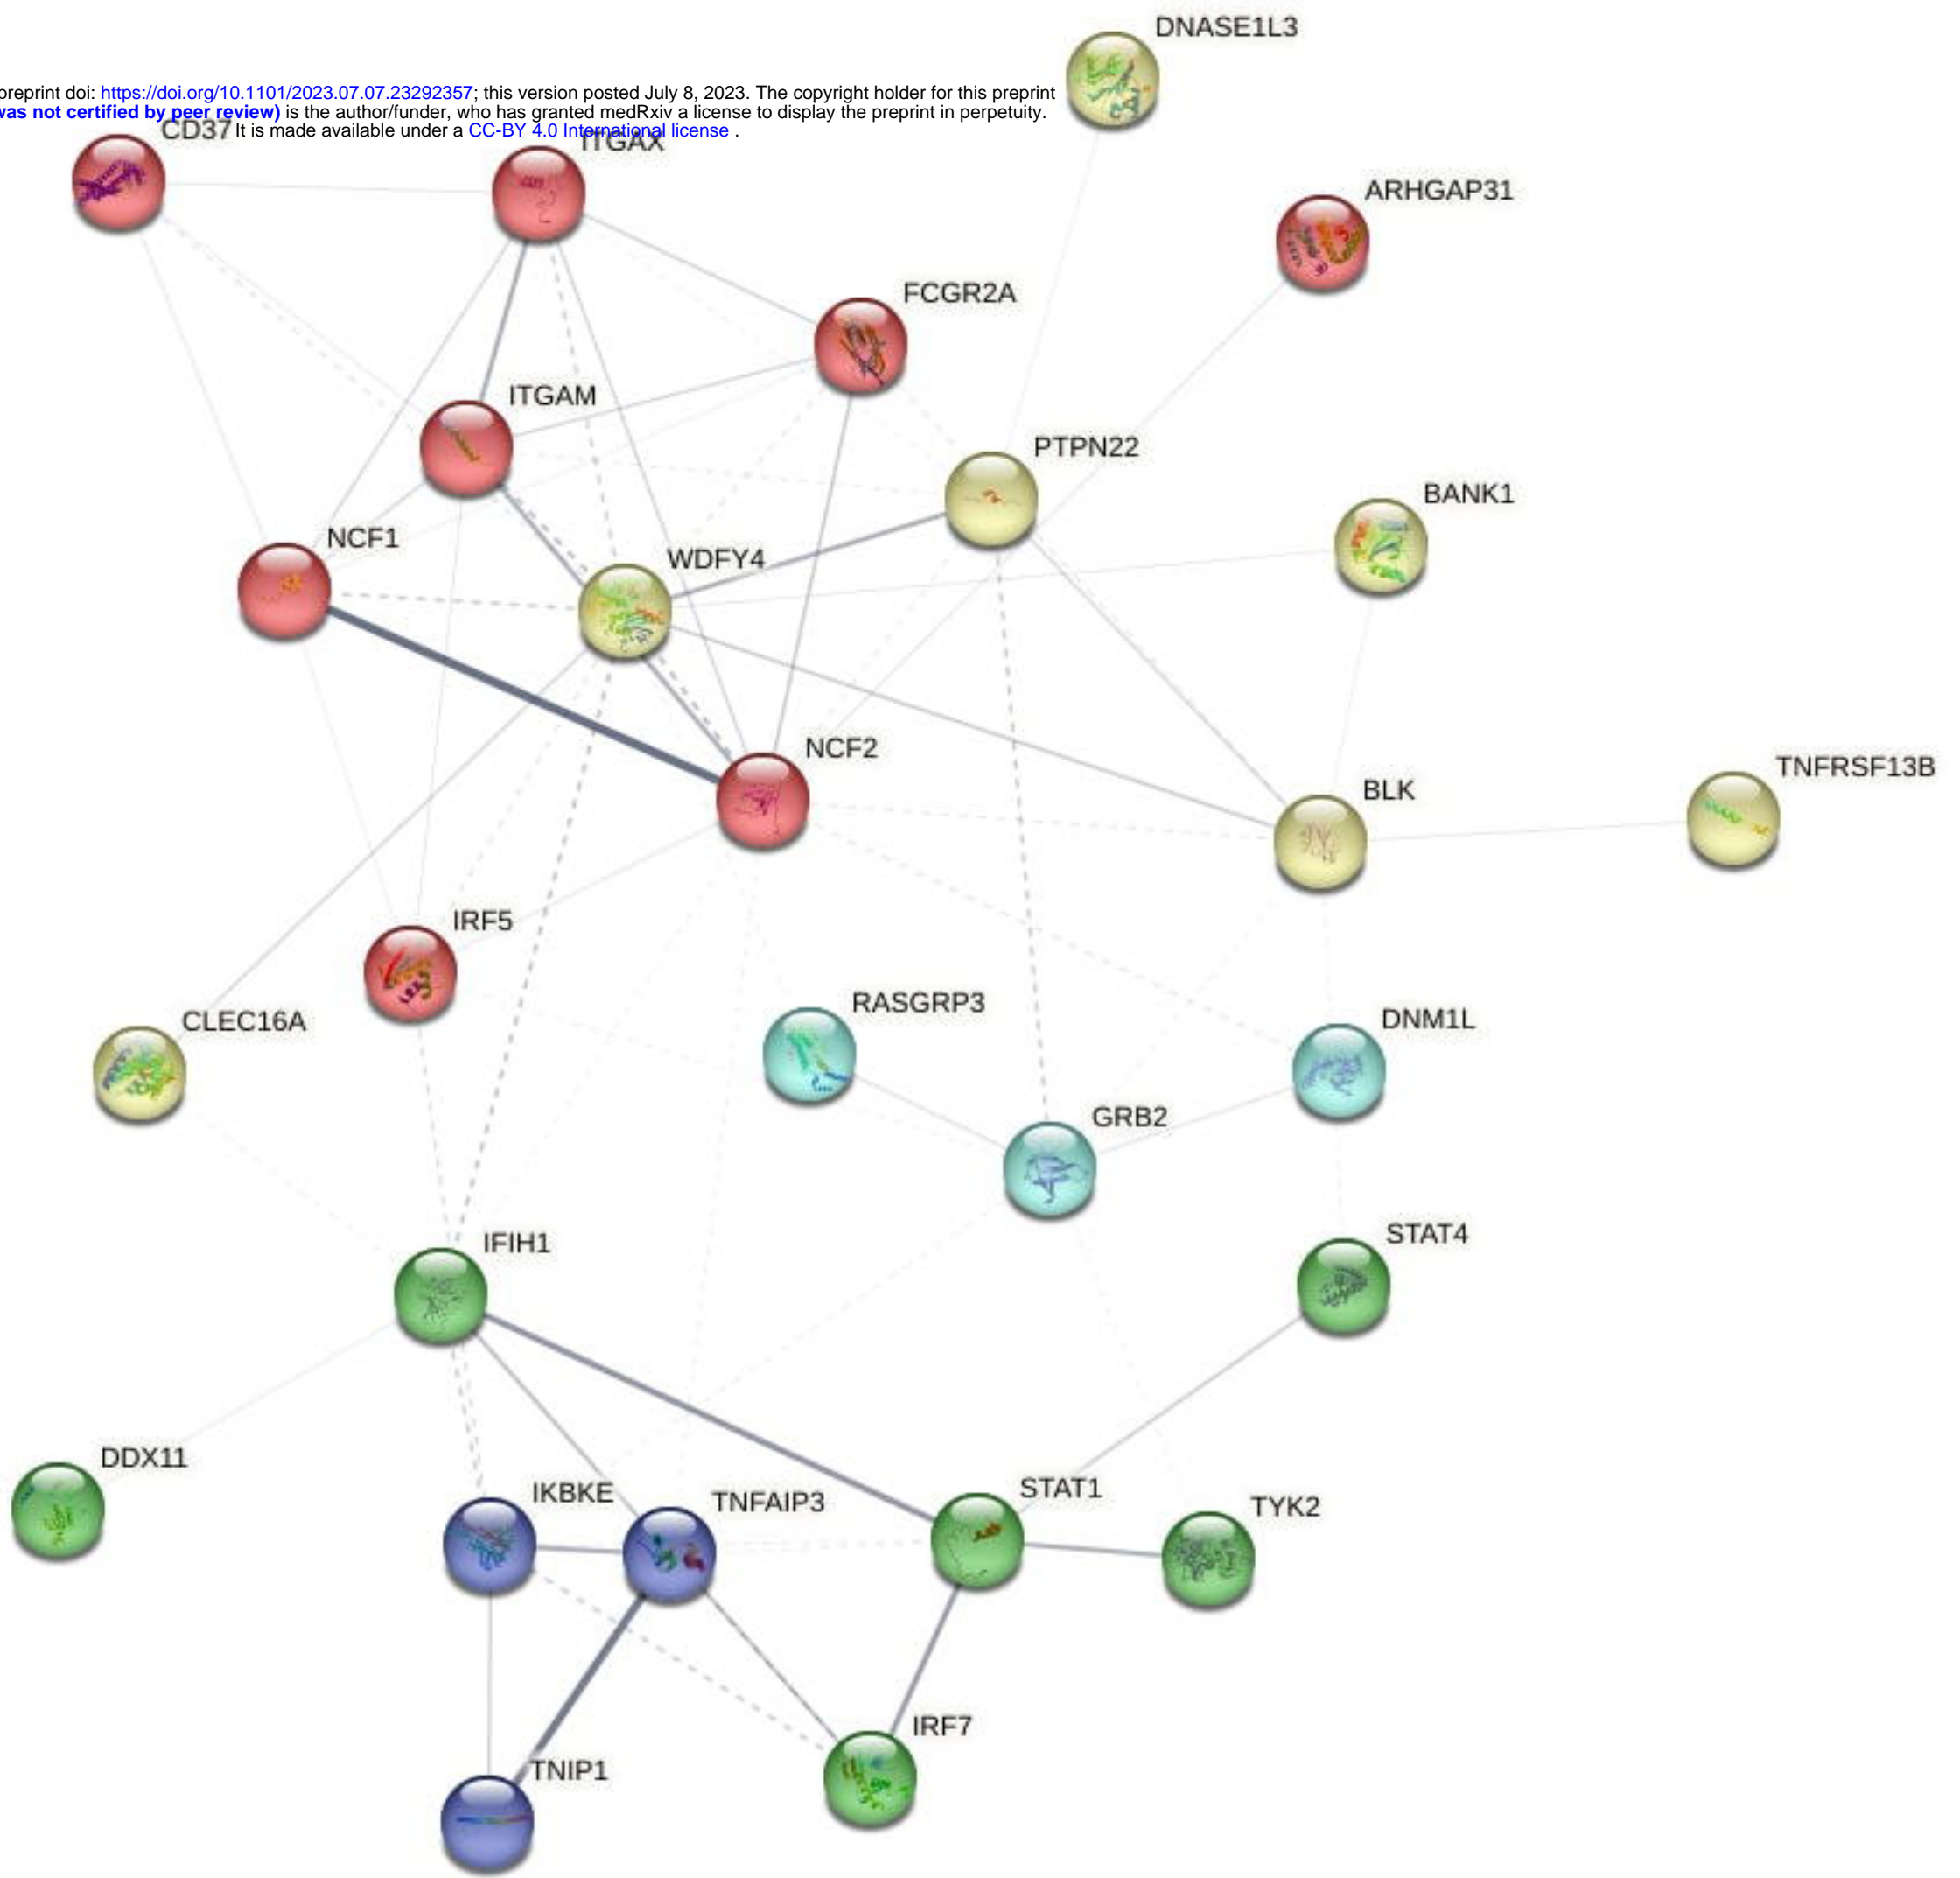 DNASE1L3
oreprint doi: https://doi.org/10.1101/2023.07.07.23292357; this version posted July 8, 2023. The copyright holder for this preprint
was not certified by peer review) is the author/funder, who has granted medRxiv a license to display the preprint in perpetuity.
It is made available under a CC-BY 4.0 International license .
CD37
ITGAX
ARHGAP31
FCGR2A
ITGAM
PTPN22
BANK1
NCF1
WDFY4
NCF2
TNFRSF13B
BLK
IRF5
RASGRP3
CLEC16A
DNM1L
GRB2
STAT4
IFIH1
DDX11
IKBKE
TNFAIP3
STAT1
TYK2
IRF7
TNIP1